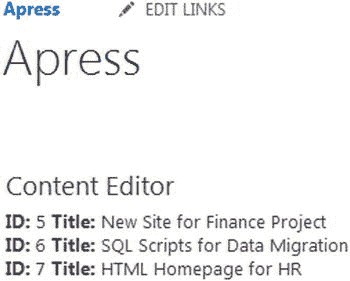 Apress EDIT LINKS
Apress
Content Editor
ID: 5 Title: New Site for Finance Project
ID: 6 Title: SQL Scripts for Data Migration
ID: 7 Title: HTML Homepage for HR